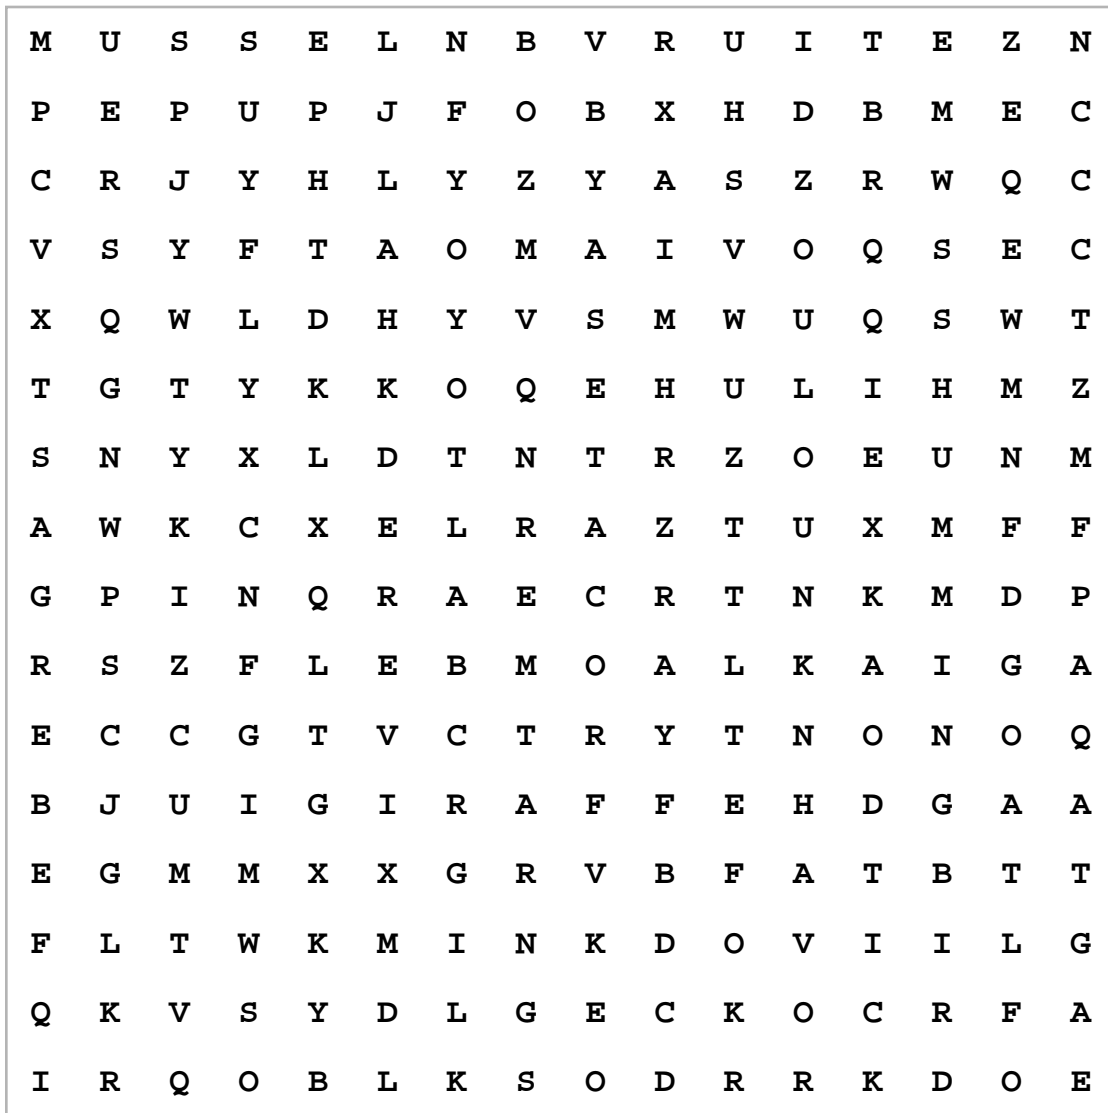 M U S S E L N B V R U I T E Z N
P E P U P J F O B X H D B M E C
C R J Y H L Y Z Y A S Z R W Q C
V S Y F T A O M A I V O Q S E C
X Q W L D H Y V S M W U Q S W T
T G T Y K K O Q E H U L I H M Z
S N Y X L D T N T R Z O E U N M
A W K C X E L R A Z T U X M F F
G P I N Q R A E C R T N K M D P
R S Z F L E B M O A L K A I G A
E C C G T V C T R Y T N O N O Q
B J U I G I R A F F E H D G A A
E G M M X X G R V B F A T B T T
F L T W K M I N K D O V I I L G
Q K V S Y D L G E C K O C R F A
I R Q O B L K S O D R R K D O E